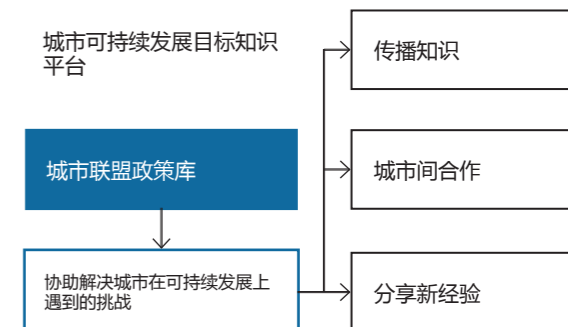 城市可持续发展目标知识
平台
城市联盟政策库
协助解决城市在可持续发展上
遇到的挑战
传播知识
城市间合作
分享新经验